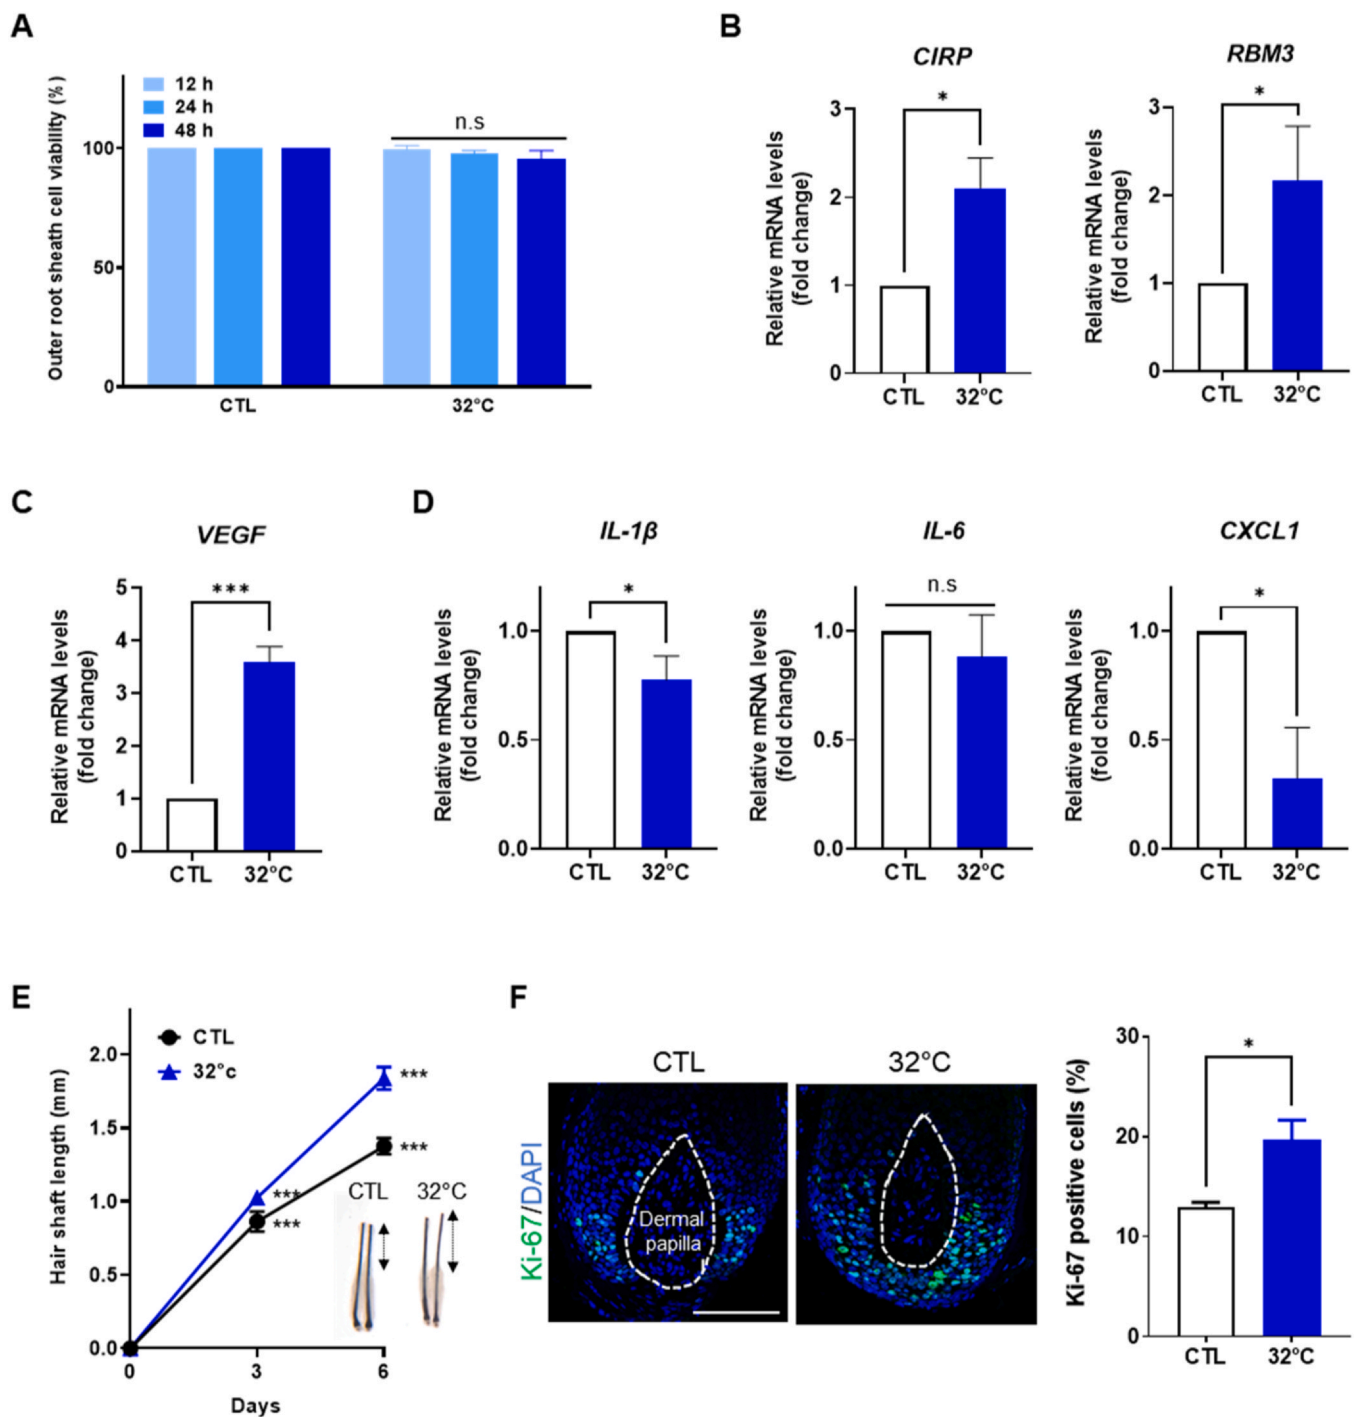 A
Outer root sheath cell viability (%)
12 h
24 h
48 h
n.s
100
50
0
CTL
32°C
B
CIRP
Relative mRNA levels
(fold change)
*
3
2
1
0
CTL
32°C
RBM3
Relative mRNA levels
(fold change)
*
3
2
1
0
CTL
32°C
C
VEGF
Relative mRNA levels
(fold change)
***
5
4
3
2
1
0
CTL
32°C
D
IL-1β
Relative mRNA levels
(fold change)
*
1.0
0.5
0.0
CTL
32°C
IL-6
Relative mRNA levels
(fold change)
n.s
1.0
0.5
0.0
CTL
32°C
CXCL1
Relative mRNA levels
(fold change)
*
1.0
0.5
0.0
CTL
32°C
E
Hair shaft length (mm)
CTL
32°c
2.0
1.5
1.0
0.5
0.0
***
***
***
***
CTL
32°C
0
3
6
Days
F
CTL
32°C
Ki-67/DAPI
Dermal
papilla
Ki-67 positive cells (%)
*
30
20
10
0
CTL
32°C